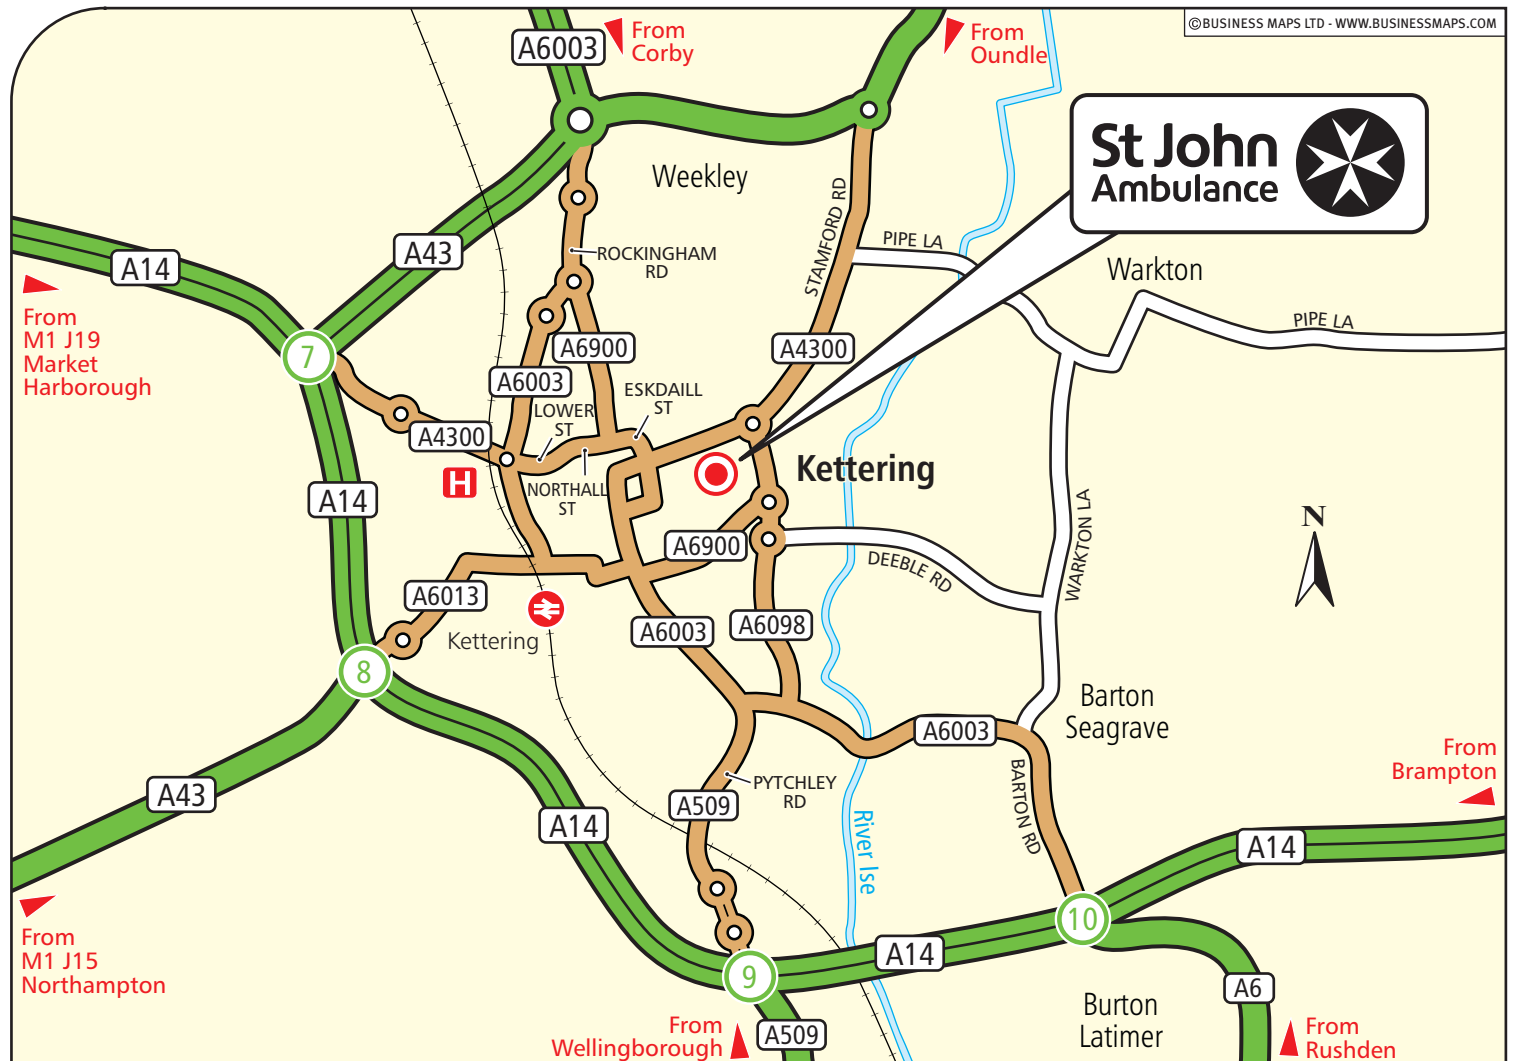 ©BUSINESS MAPS LTD - WWW.BUSINESSMAPS.COM
A6003
From
Corby
From
Oundle
St John
Ambulance
Weekley
STAMFORD RD
PIPE LA
Warkton
A43
A14
ROCKINGHAM
RD
From
M1 J19
Market
Harborough
7
PIPE LA
A6900
A4300
A6003
ESKDAILL
ST
LOWER
ST
A4300
H
NORTHALL
ST
Kettering
A14
N
A6900
DEEBLE RD
WARKTON LA
A6013
Kettering
A6003
A6098
8
Barton
Seagrave
A6003
From
Brampton
A43
A14
A509
PYTCHLEY
RD
BARTON RD
River Ise
A14
10
From
M1 J15
Northampton
9
A14
A6
Burton
Latimer
From
Wellingborough
A509
From
Rushden